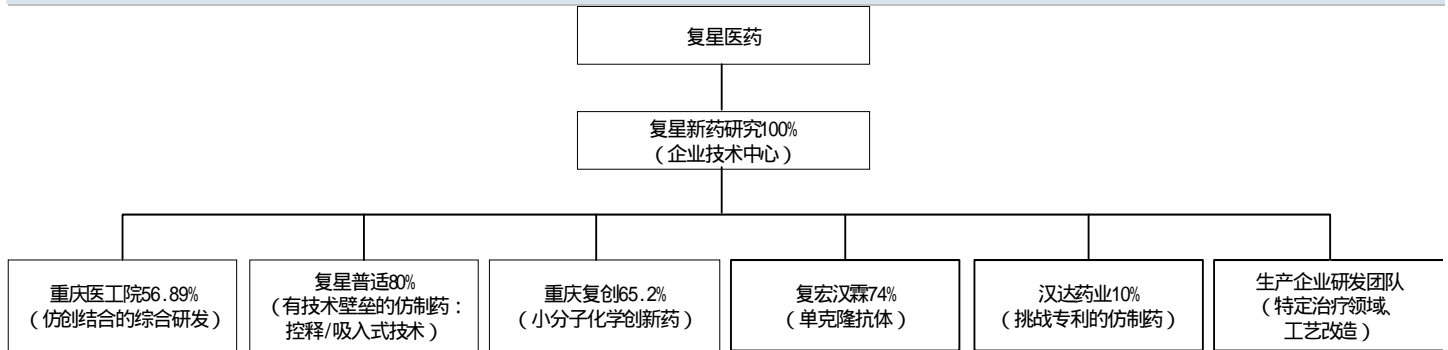 复星医药
复星新药研究100%
（企业技术中心）
重庆医工院56.89%
（仿创结合的综合研发）
复星普适80%
（有技术壁垒的仿制药：
控释/吸入式技术）
重庆复创65.2%
（小分子化学创新药）
复宏汉霖74%
（单克隆抗体）
汉达药业10%
（挑战专利的仿制药）
生产企业研发团队
（特定治疗领域、
工艺改造）